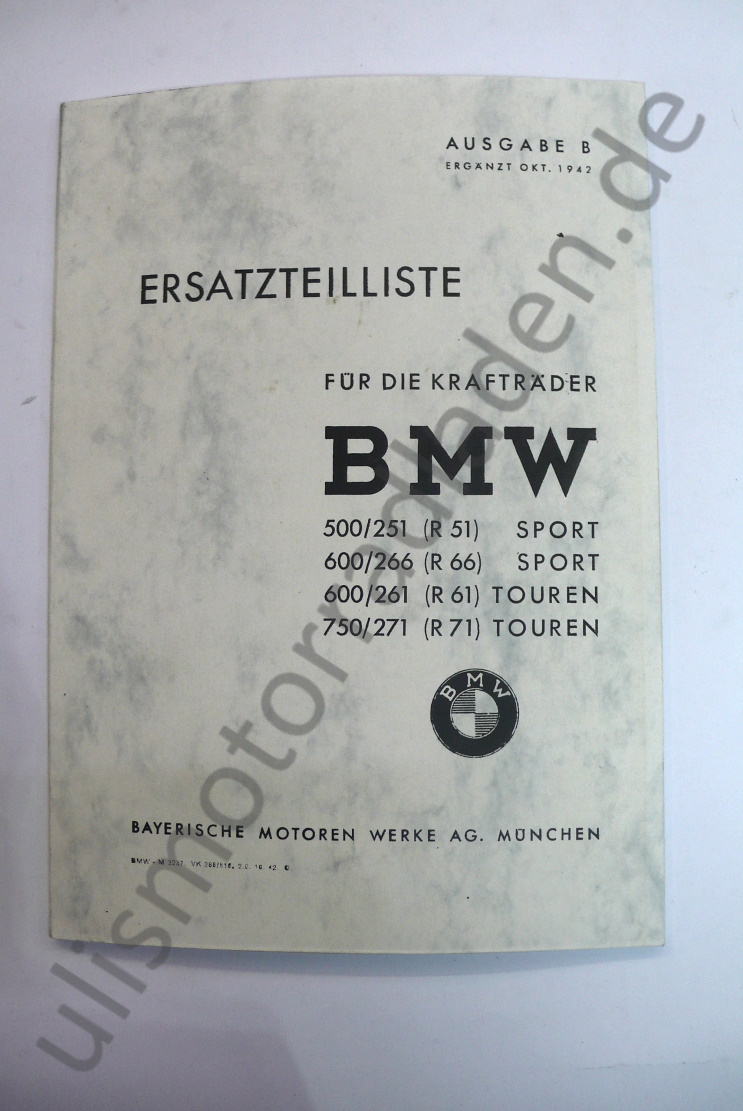 AUSGABE B
ERGÄNZT OKT. 1942
ERSATZTEILLISTE
FÜR DIE KRAFTRÄDER
BMW
500/251 (R 51) SPORT
600/266 (R 66) SPORT
600/261 (R 61) TOUREN
750/271 (R 71) TOUREN
BMW
BAYERISCHE MOTOREN WERKE AG. MÜNCHEN
BMW - M
ulismotorradladen.de